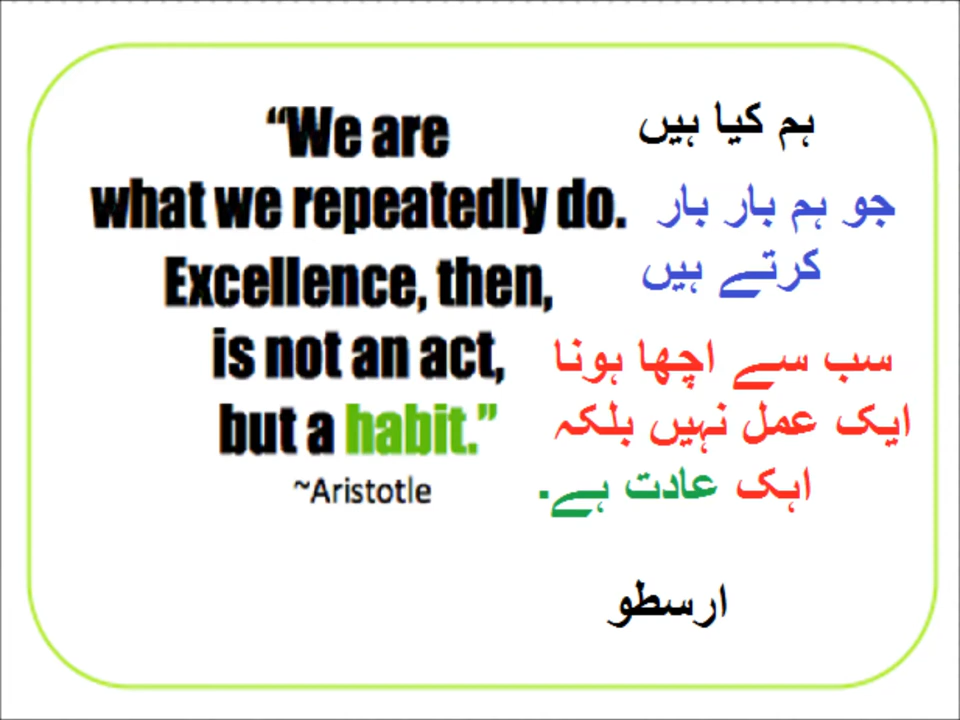 “We are
what we repeatedly do.
Excellence, then,
is not an act,
but a habit.”
~Aristotle
ہم کیا ہیں
جو ہم بار بار
کرتے ہیں
سب سے اچھا ہونا
ایک عمل نہیں بلکہ
اہک عادت ہے.
ارسطو